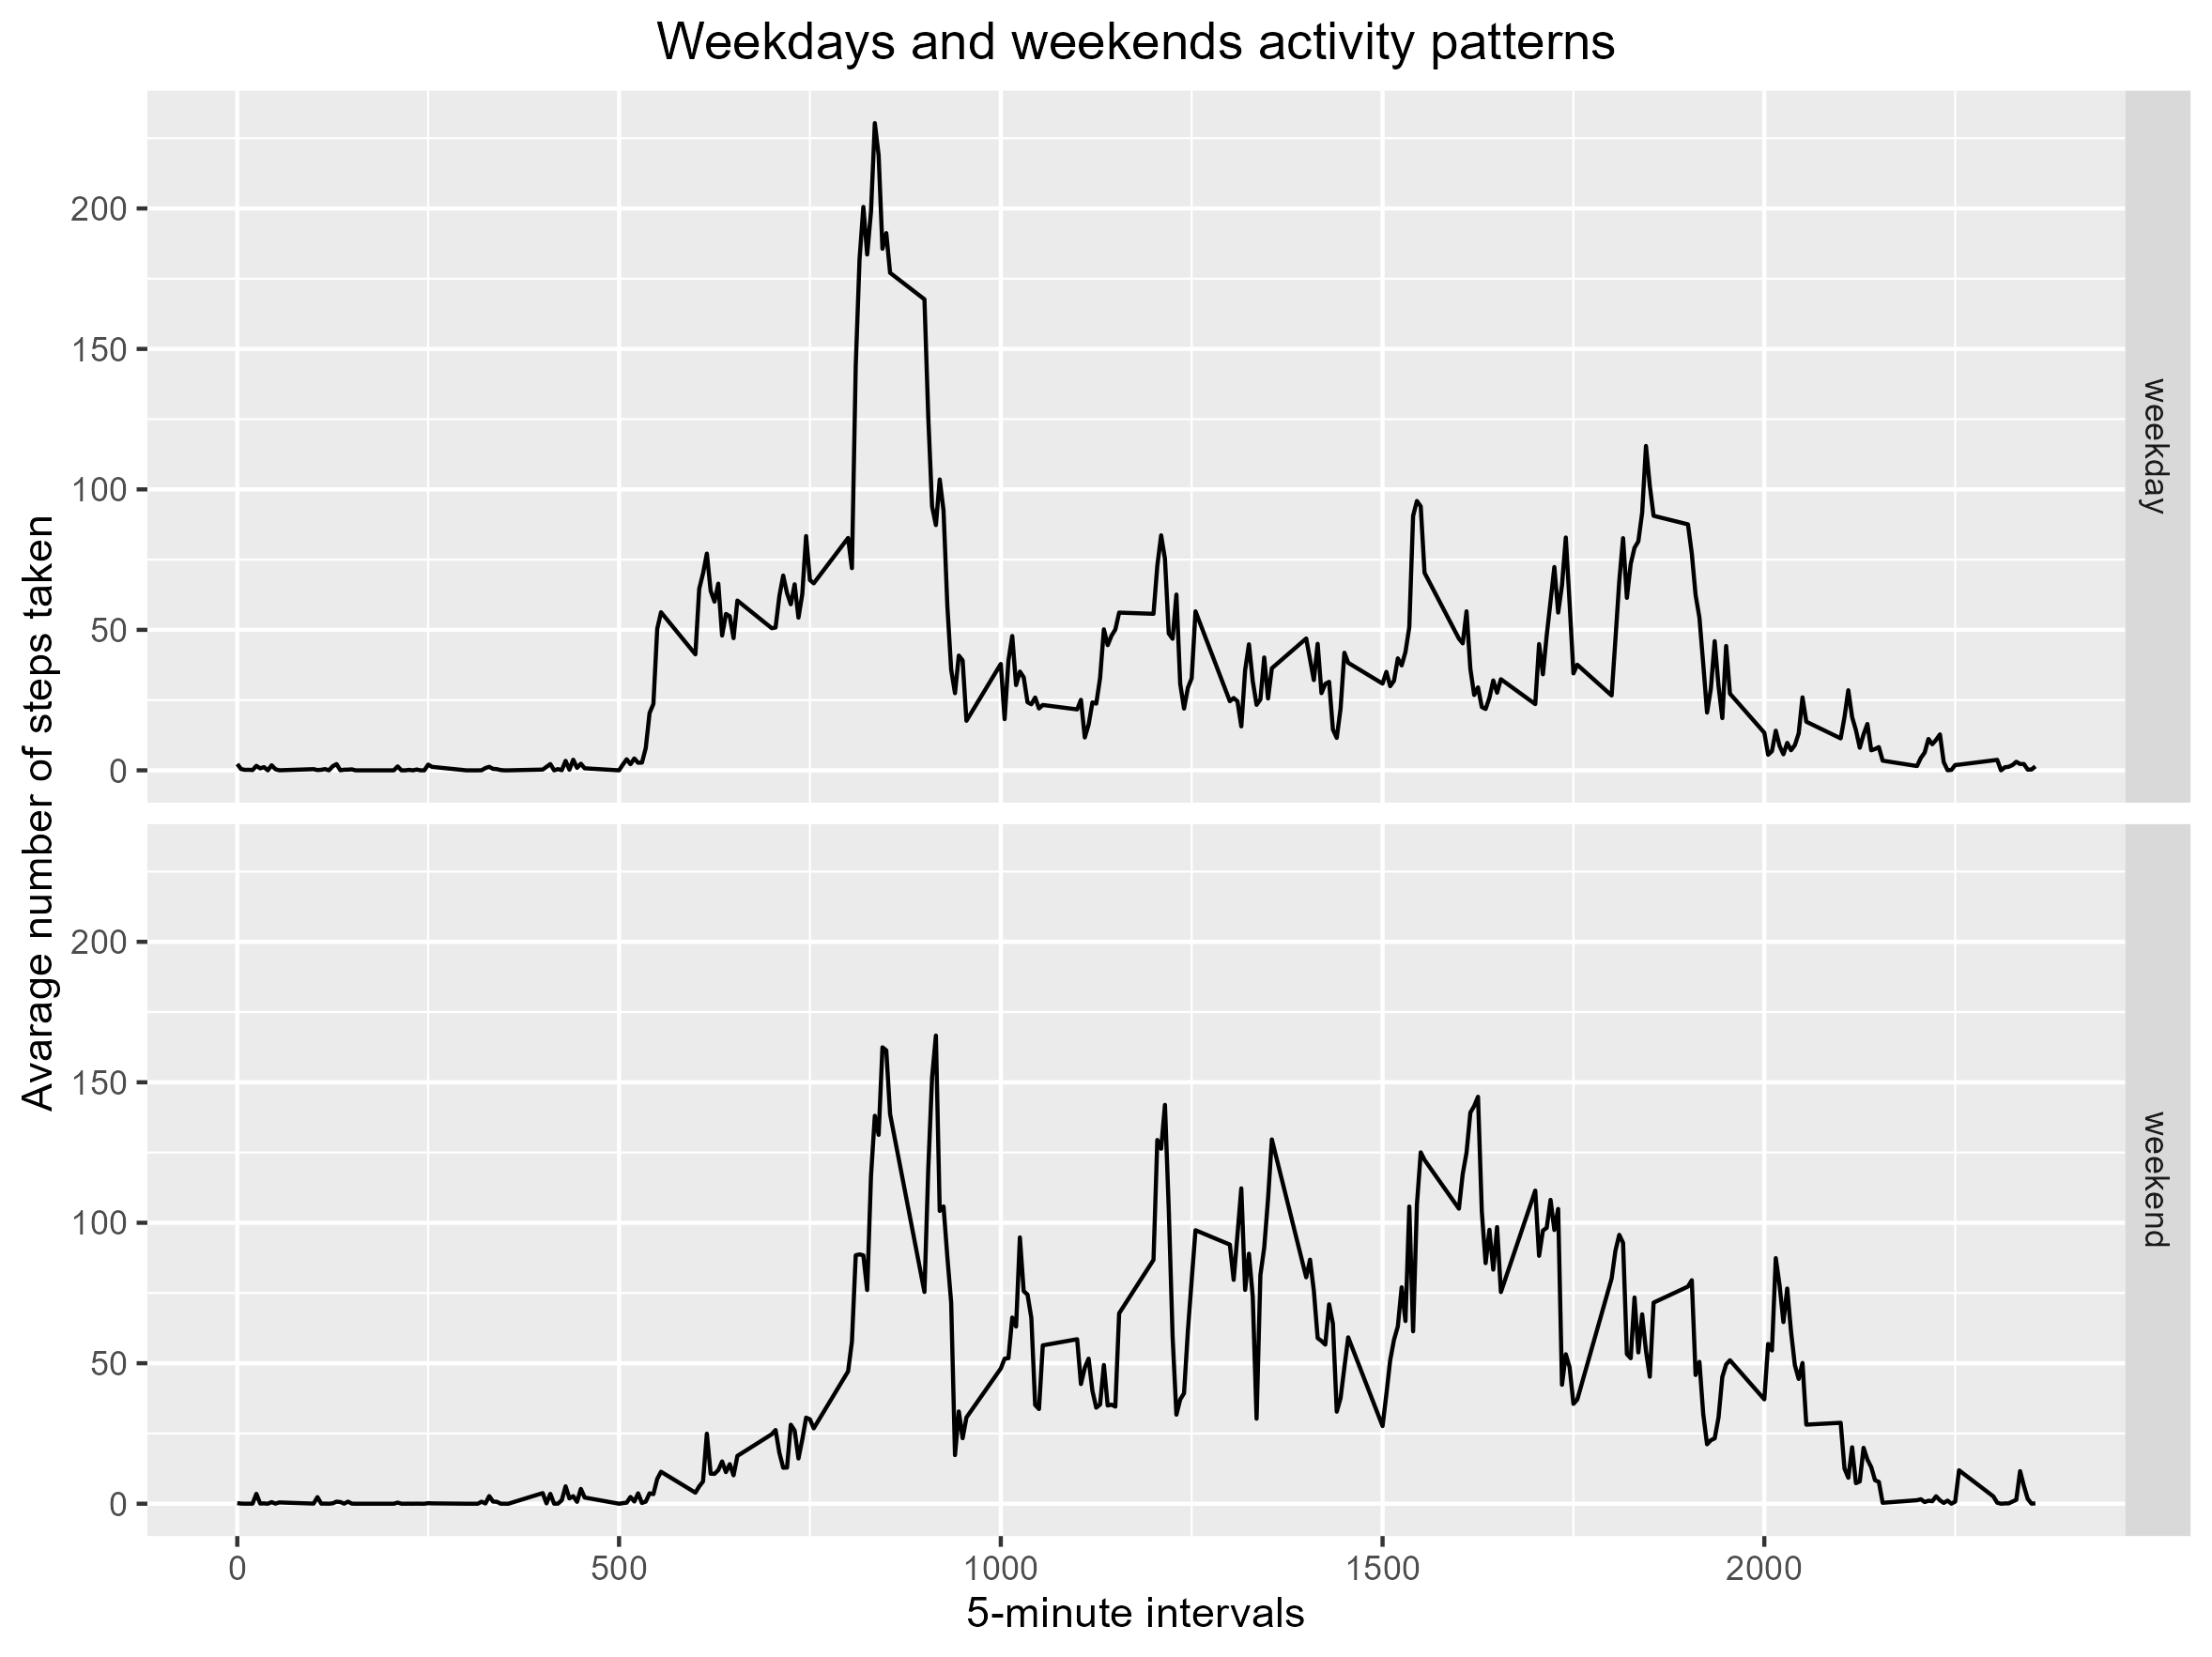 Weekdays and weekends activity patterns
Avarage number of steps taken
200
150
100
50
0
weekday
200
150
100
50
0
weekend
0 500 1000 1500 2000
5-minute intervals